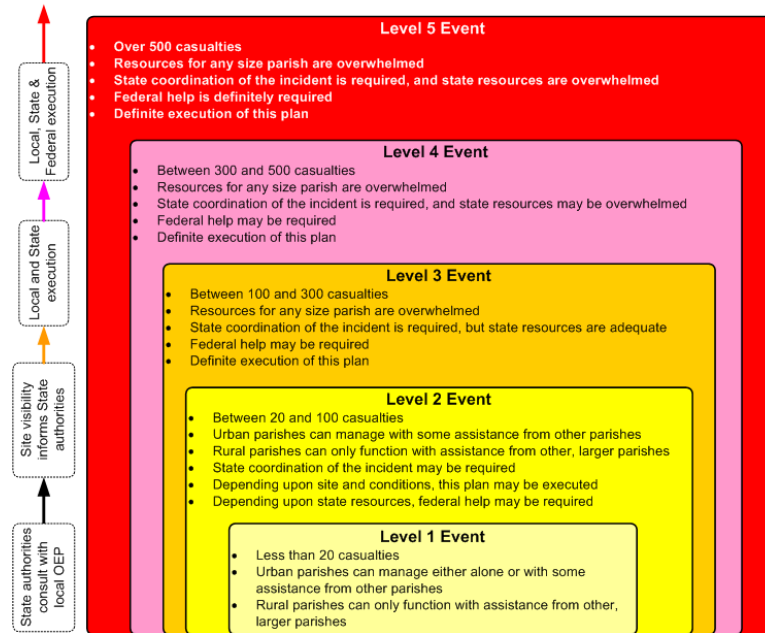 Level 5 Event
Over 500 casualties
Resources for any size parish are overwhelmed
State coordination of the incident is required, and state resources are overwhelmed
Federal help is definitely required
Definite execution of this plan
Level 4 Event
Between 300 and 500 casualties
Resources for any size parish are overwhelmed
State coordination of the incident is required, and state resources may be overwhelmed
Federal help may be required
Definite execution of this plan
Level 3 Event
Between 100 and 300 casualties
Resources for any size parish are overwhelmed
State coordination of the incident is required, but state resources are adequate
Federal help may be required
Definite execution of this plan
Level 2 Event
Between 20 and 100 casualties
Urban parishes can manage with some assistance from other parishes
Rural parishes can only function with assistance from other, larger parishes
State coordination of the incident may be required
Depending upon site and conditions, this plan may be executed
Depending upon state resources, federal help may be required
Level 1 Event
Less than 20 casualties
Urban parishes can manage either alone or with some
assistance from other parishes
Rural parishes can only function with assistance from other,
larger parishes
Local, State &
Federal execution
Local and State
execution
Site visibility
informs State
authorities
State authorities
consult with
local OEP